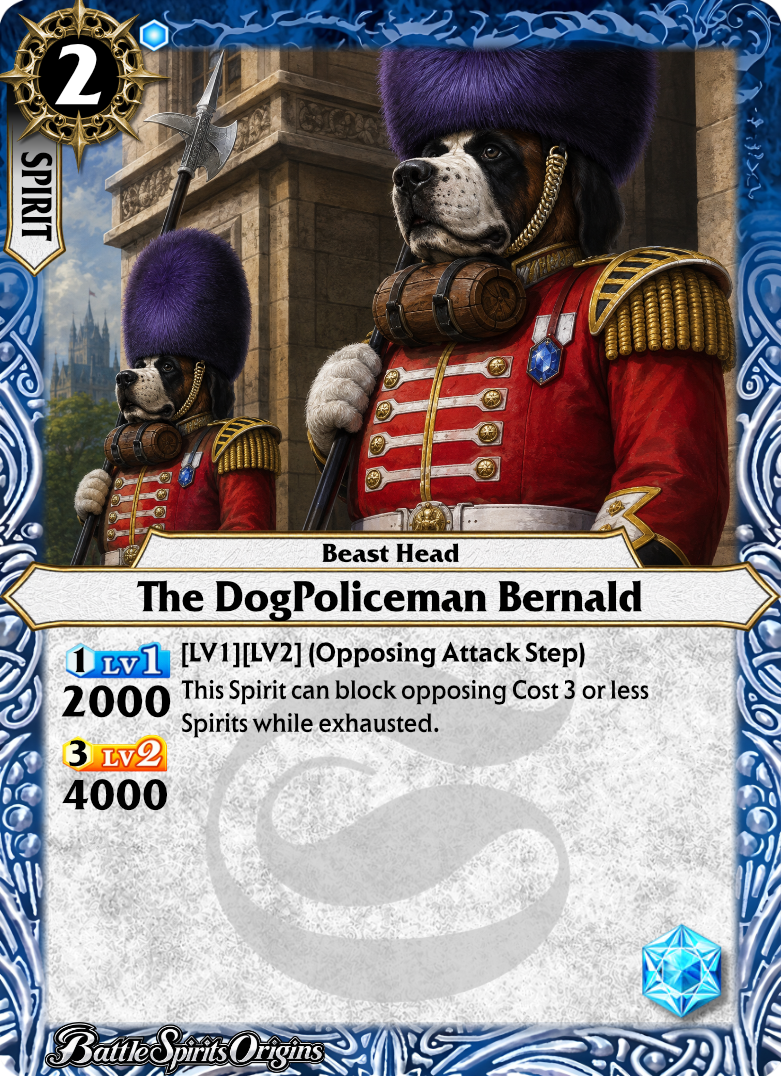 2
SPIRIT
Beast Head
The DogPoliceman Bernald
1 LV1
2000
[LV1][LV2] (Opposing Attack Step)
This Spirit can block opposing Cost 3 or less
Spirits while exhausted.
3 LV2
4000
BattleSpiritsOrigins